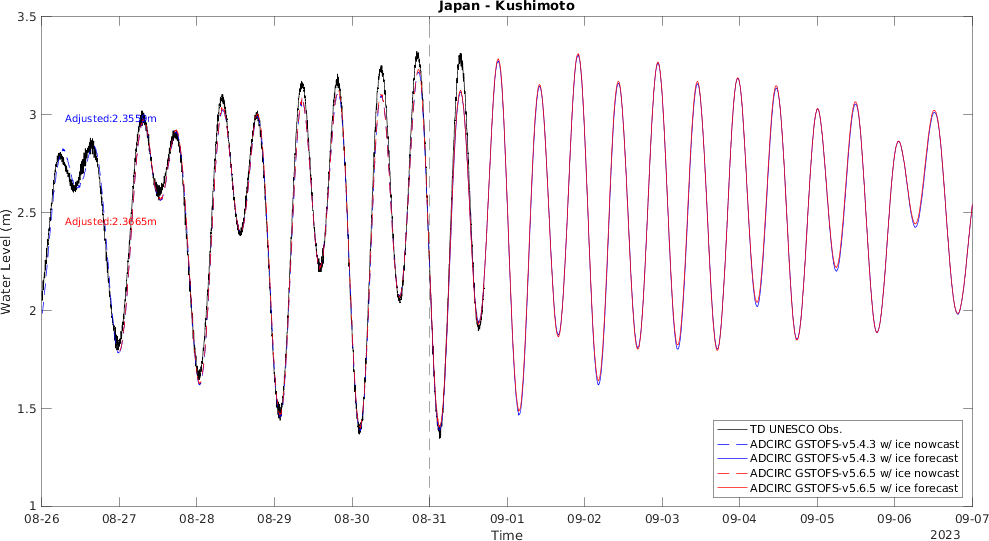 Japan - Kushimoto
3.5
3
2.5
2
1.5
1
Water Level (m)
Adjusted:2.3559m
Adjusted:2.3665m
TD UNESCO Obs.
ADCIRC GSTOFS-v5.4.3 w/ ice nowcast
ADCIRC GSTOFS-v5.4.3 w/ ice forecast
ADCIRC GSTOFS-v5.6.5 w/ ice nowcast
ADCIRC GSTOFS-v5.6.5 w/ ice forecast
08-26 08-27 08-28 08-29 08-30 08-31 09-01 09-02 09-03 09-04 09-05 09-06 09-07
Time
2023